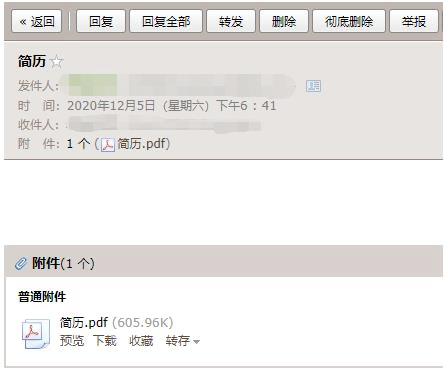 « 返回 回复 回复全部 转发 删除 彻底删除 举报
简历
发件人：
时　间：2020年12月5日（星期六）下午6：41
收件人：
附　件：1 个（简历.pdf）
附件(1 个)
普通附件
简历.pdf (605.96K)
预览 下载 收藏 转存